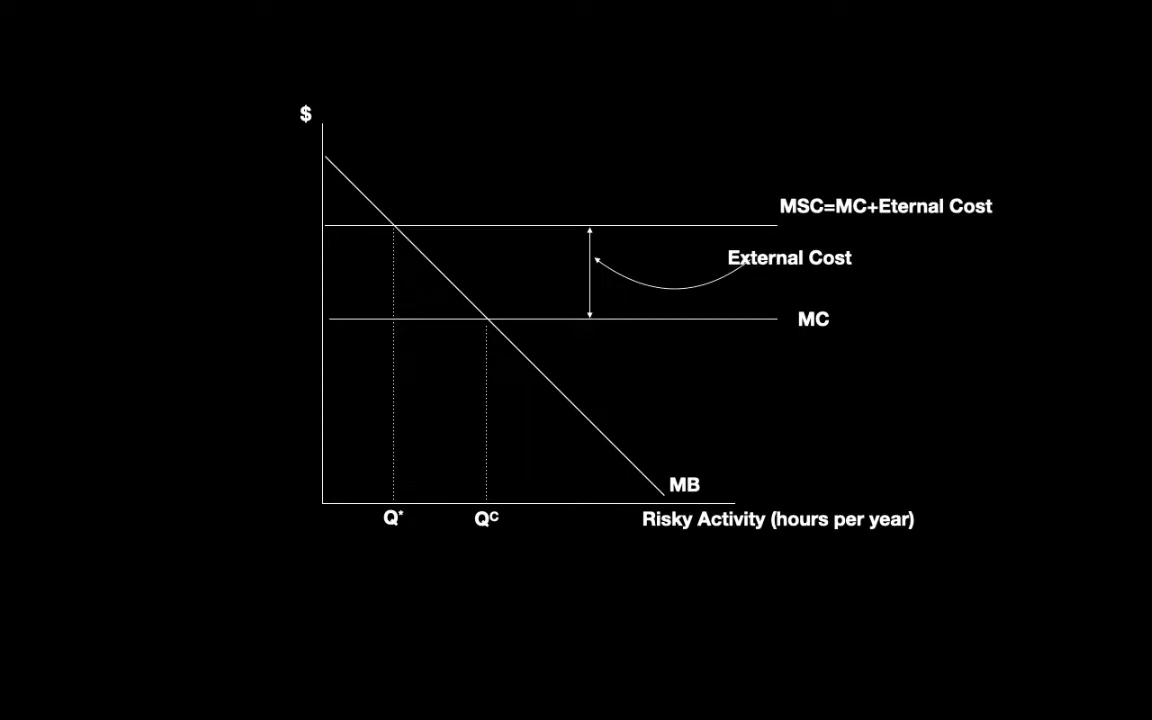 $
MSC=MC+Eternal Cost
External Cost
MC
MB
Q* Qᶜ Risky Activity (hours per year)